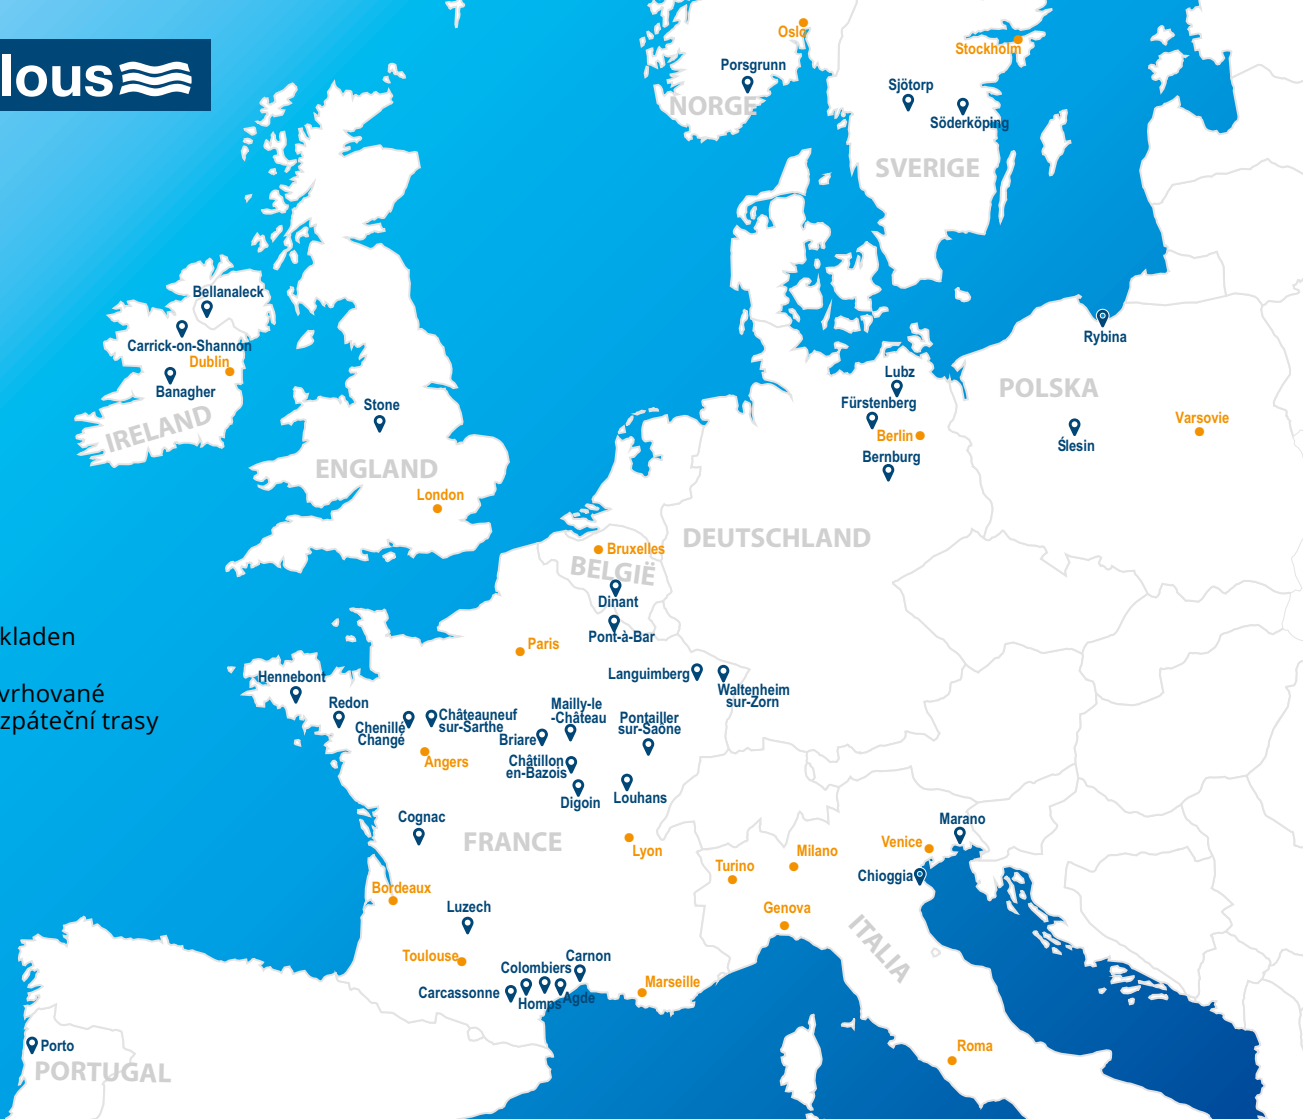 lous
Oslo
Stockholm
Porsgrunn
NORGE
Sjötorp
Söderköping
SVERIGE
Bellanaleck
Carrick-on-Shannon
Dublin
Banagher
IRELAND
Stone
ENGLAND
London
Rybina
Lubz
POLSKA
Fürstenberg
Varsovie
Berlin
Ślesin
Bernburg
DEUTSCHLAND
Bruxelles
BELGIË
Dinant
Pont-à-Bar
kladen
vrhované
zpáteční trasy
Paris
Hennebont
Languimberg
Waltenheim
sur-Zorn
Redon
Chenillé
Changé
Châteauneuf
sur-Sarthe
Mailly-le
-Château
Briare
Pontailler
sur-Saône
Angers
Châtillon
en-Bazois
Digoin
Louhans
Cognac
FRANCE
Lyon
Marano
Venice
Milano
Turino
Chioggia
Bordeaux
Luzech
Genova
ITALIA
Toulouse
Carnon
Colombiers
Carcassonne
Homps
Agde
Marseille
Porto
PORTUGAL
Roma